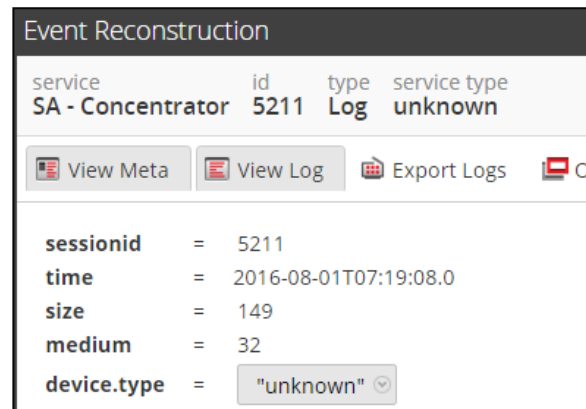 Event Reconstruction
service id type service type
SA - Concentrator 5211 Log unknown
View Meta View Log Export Logs
sessionid = 5211
time = 2016-08-01T07:19:08.0
size = 149
medium = 32
device.type = "unknown"